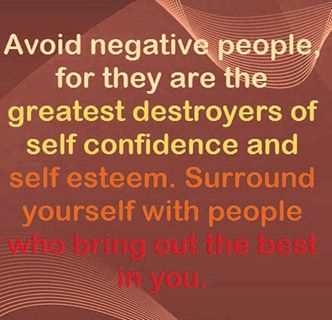 Avoid negative people,
for they are the
greatest destroyers of
self confidence and
self esteem. Surround
yourself with people
who bring out the best
in you.